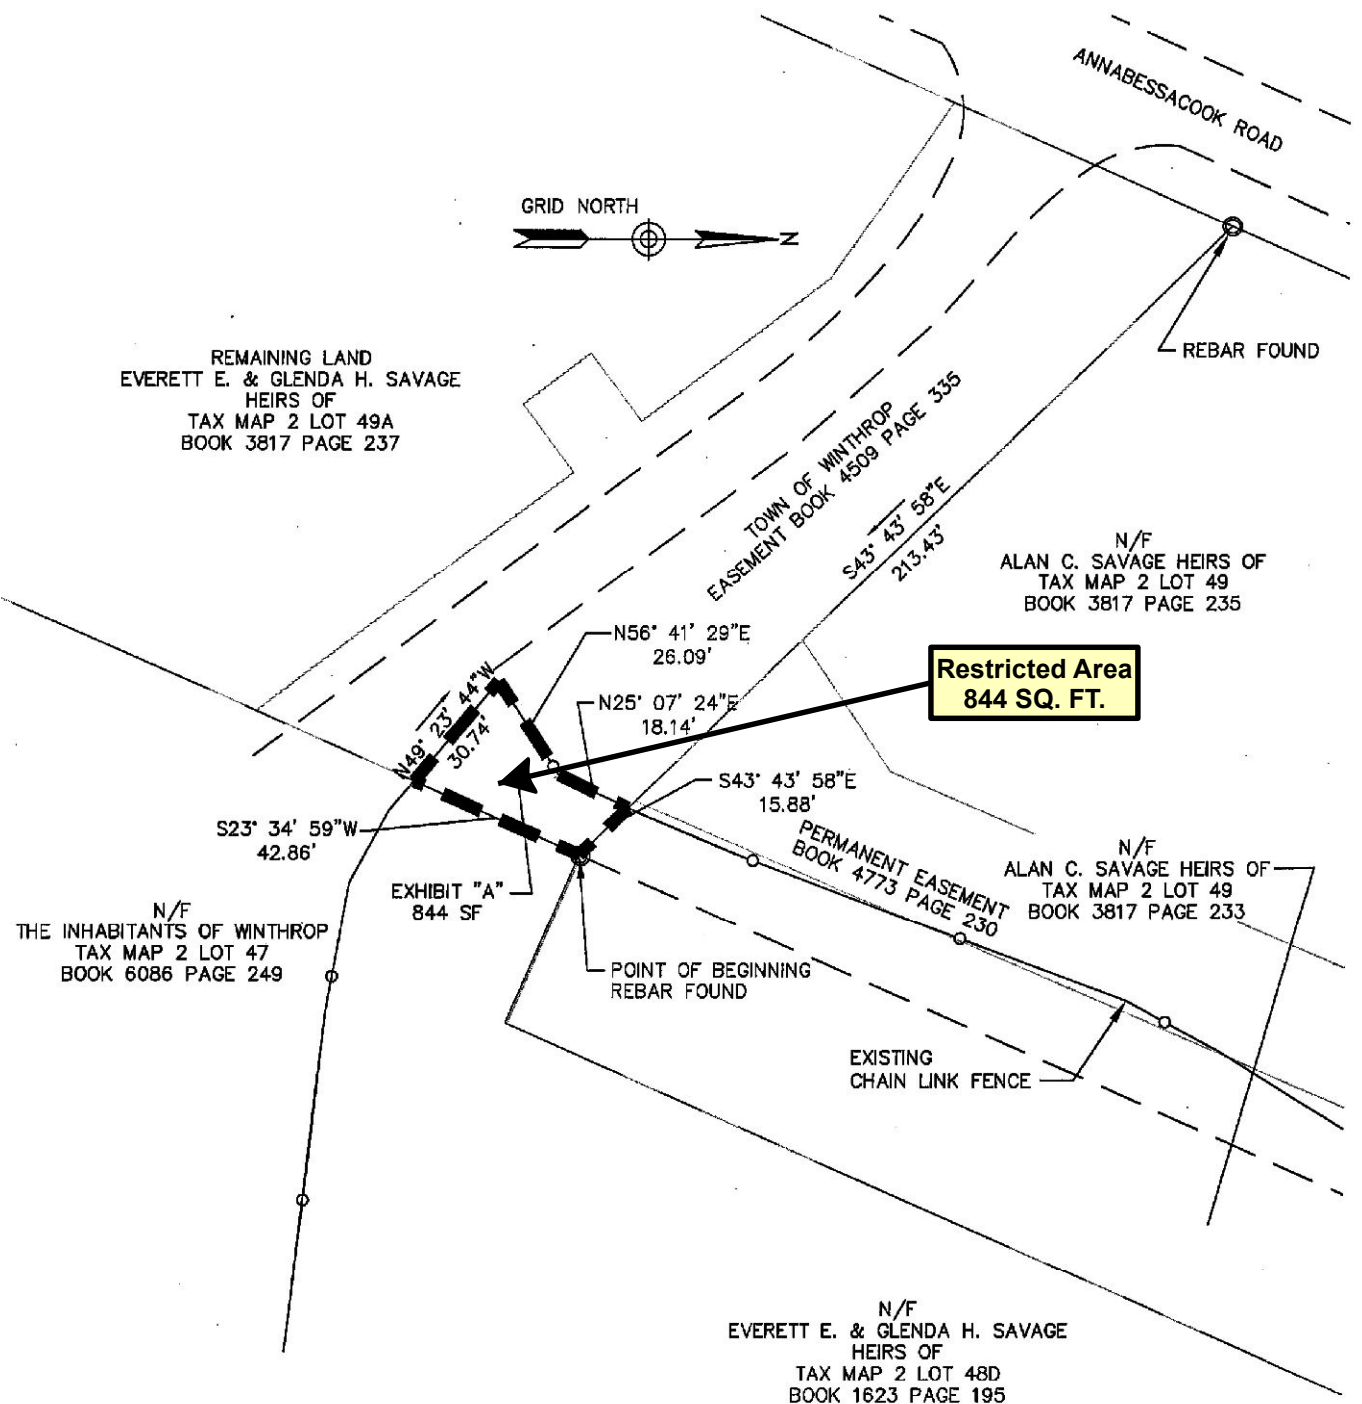 ANNABESSACOOK ROAD
GRID NORTH
N
REBAR FOUND
REMAINING LAND
EVERETT E. & GLENDA H. SAVAGE
HEIRS OF
TAX MAP 2 LOT 49A
BOOK 3817 PAGE 237
TOWN OF WINTHROP
EASEMENT BOOK 4509 PAGE 335
S43° 43' 58"E
213.43'
N/F
ALAN C. SAVAGE HEIRS OF
TAX MAP 2 LOT 49
BOOK 3817 PAGE 235
N56° 41' 29"E
26.09'
Restricted Area
844 SQ. FT.
N25° 07' 24"E
18.14'
N49° 23' 44"W
30.74'
S43° 43' 58"E
15.88'
S23° 34' 59"W
42.86'
PERMANENT EASEMENT
BOOK 4773 PAGE 230
N/F
ALAN C. SAVAGE HEIRS OF
TAX MAP 2 LOT 49
BOOK 3817 PAGE 233
EXHIBIT "A"
844 SF
N/F
THE INHABITANTS OF WINTHROP
TAX MAP 2 LOT 47
BOOK 6086 PAGE 249
POINT OF BEGINNING
REBAR FOUND
EXISTING
CHAIN LINK FENCE
N/F
EVERETT E. & GLENDA H. SAVAGE
HEIRS OF
TAX MAP 2 LOT 48D
BOOK 1623 PAGE 195